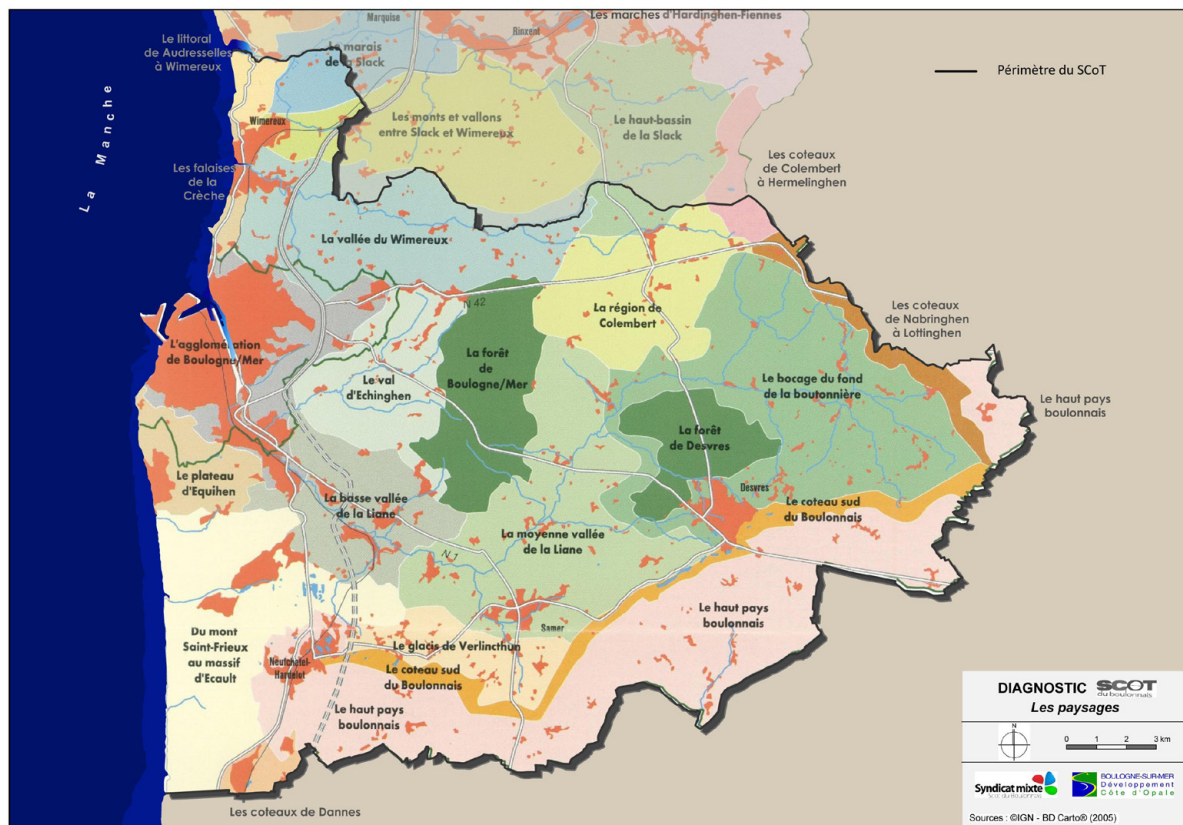 Les marches d'Hardinghen-Fiennes
Marquise
Rinxent
Le littoral
de Audresselles
à Wimereux
Le marais
de la Slack
Périmètre du SCoT
La Manche
Wimereux
Les monts et vallons
entre Slack et Wimereux
Le haut-bassin
de la Slack
Les falaises
de la
Crèche
Les coteaux
de Colembert
à Hermelinghen
La vallée du Wimereux
N 42
La région de
Colembert
Les coteaux
de Nabringhen
à Lottinghen
L'agglomération
de Boulogne/Mer
La forêt
de
Boulogne/Mer
Le val
d'Echinghen
Le bocage du fond
de la boutonnière
Le haut pays
boulonnais
La forêt
de Desvres
Le plateau
d'Equihen
La basse vallée
de la Liane
Desvres
Le coteau sud
du Boulonnais
La moyenne vallée
de la Liane
N 1
Le haut pays
boulonnais
Samer
Du mont
Saint-Frieux
au massif
d'Ecault
Neufchatel-
Hardelot
Le glacis de Verlincthun
Le coteau sud
du Boulonnais
Le haut pays
boulonnais
Les coteaux de Dannes
DIAGNOSTIC SCOT
du boulonnais
Les paysages
N
0 1 2 3 km
Syndicat mixte
Scot du Boulonnais
BOULOGNE-SUR-MER
Développement
Côte d'Opale
Sources : ©IGN - BD Carto® (2005)